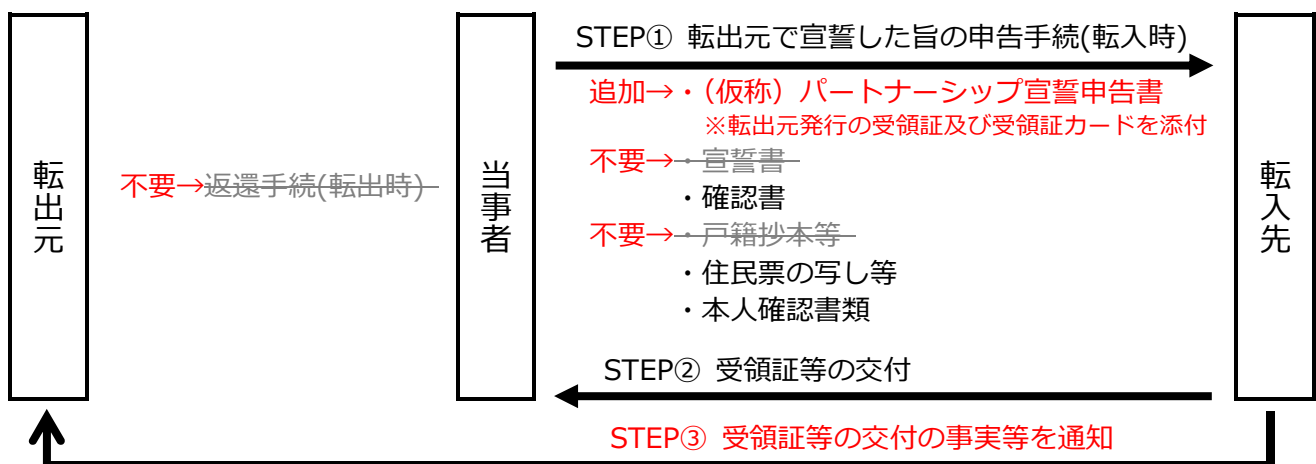 転出元
不要→返還手続(転出時)
当事者
STEP① 転出元で宣誓した旨の申告手続(転入時)
追加→・（仮称）パートナーシップ宣誓申告書
※転出元発行の受領証及び受領証カードを添付
不要→・宣誓書
・確認書
不要→・戸籍抄本等
・住民票の写し等
・本人確認書類
STEP② 受領証等の交付
STEP③ 受領証等の交付の事実等を通知
転入先